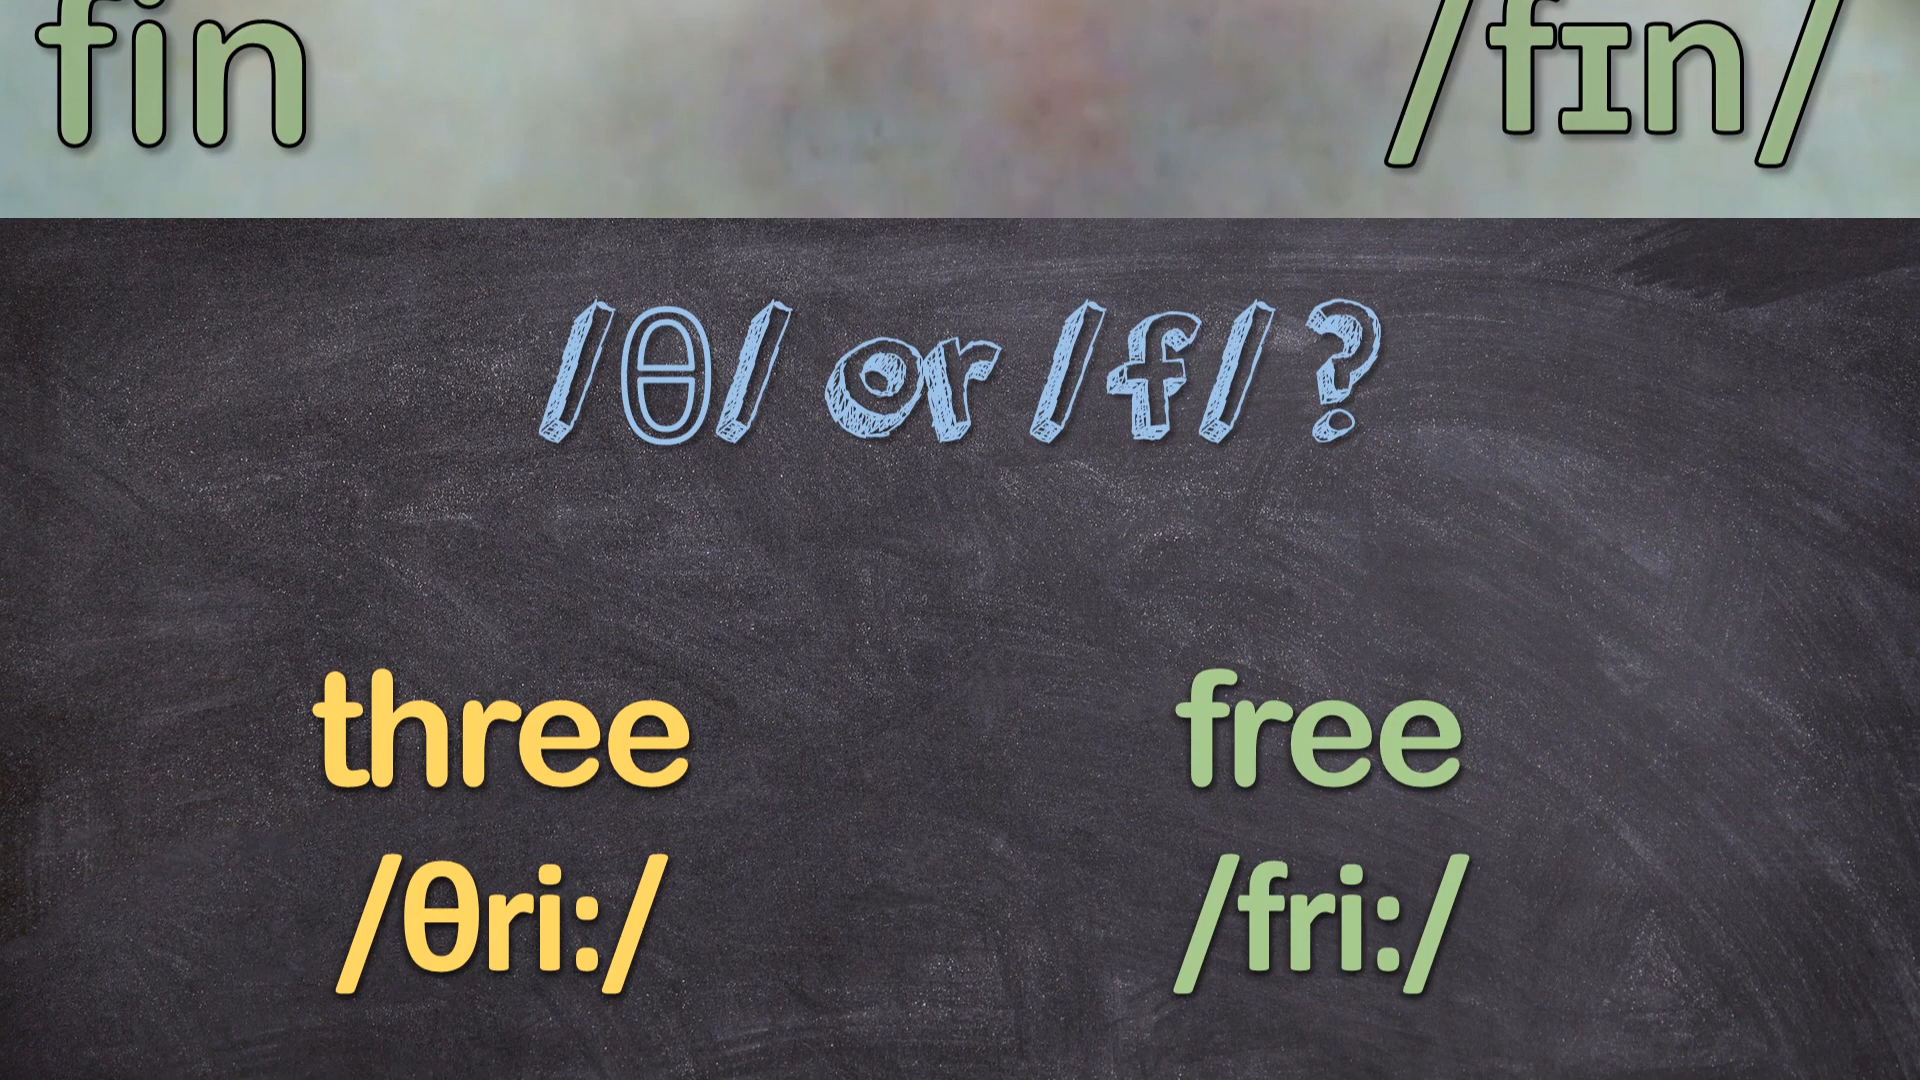 fin /fɪn/
/θ/ or /f/ ?
three free
/θri:/ /fri:/